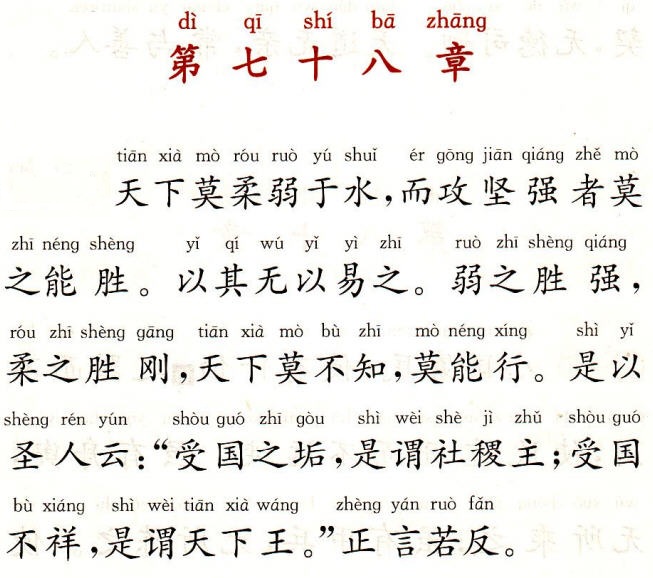 dì qī shí bā zhāng
第七十八章
tiān xià mò róu ruò yú shuǐ ér gōng jiān qiáng zhě mò
天下莫柔弱于水，而攻坚强者莫
zhī néng shèng yǐ qí wú yǐ yì zhī ruò zhī shèng qiáng
之能胜。以其无以易之。弱之胜强，
róu zhī shèng gāng tiān xià mò bù zhī mò néng xíng shì yǐ
柔之胜刚，天下莫不知，莫能行。是以
shèng rén yún shòu guó zhī gòu shì wèi shè jì zhǔ shòu guó
圣人云：“受国之垢，是谓社稷主；受国
bù xiáng shì wèi tiān xià wáng zhèng yán ruò fǎn
不祥，是谓天下王。”正言若反。